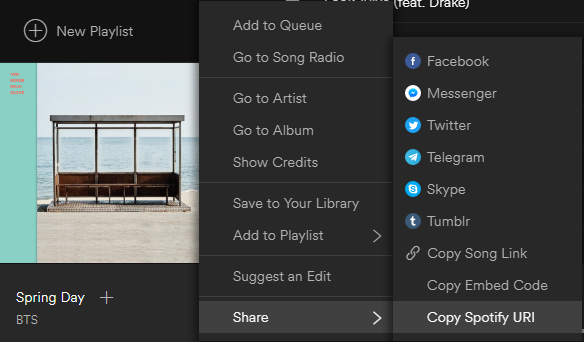 (feat. Drake)
New Playlist
Spring Day
BTS
Add to Queue
Go to Song Radio
Go to Artist
Go to Album
Show Credits
Save to Your Library
Add to Playlist
Suggest an Edit
Share
Facebook
Messenger
Twitter
Telegram
Skype
Tumblr
Copy Song Link
Copy Embed Code
Copy Spotify URI